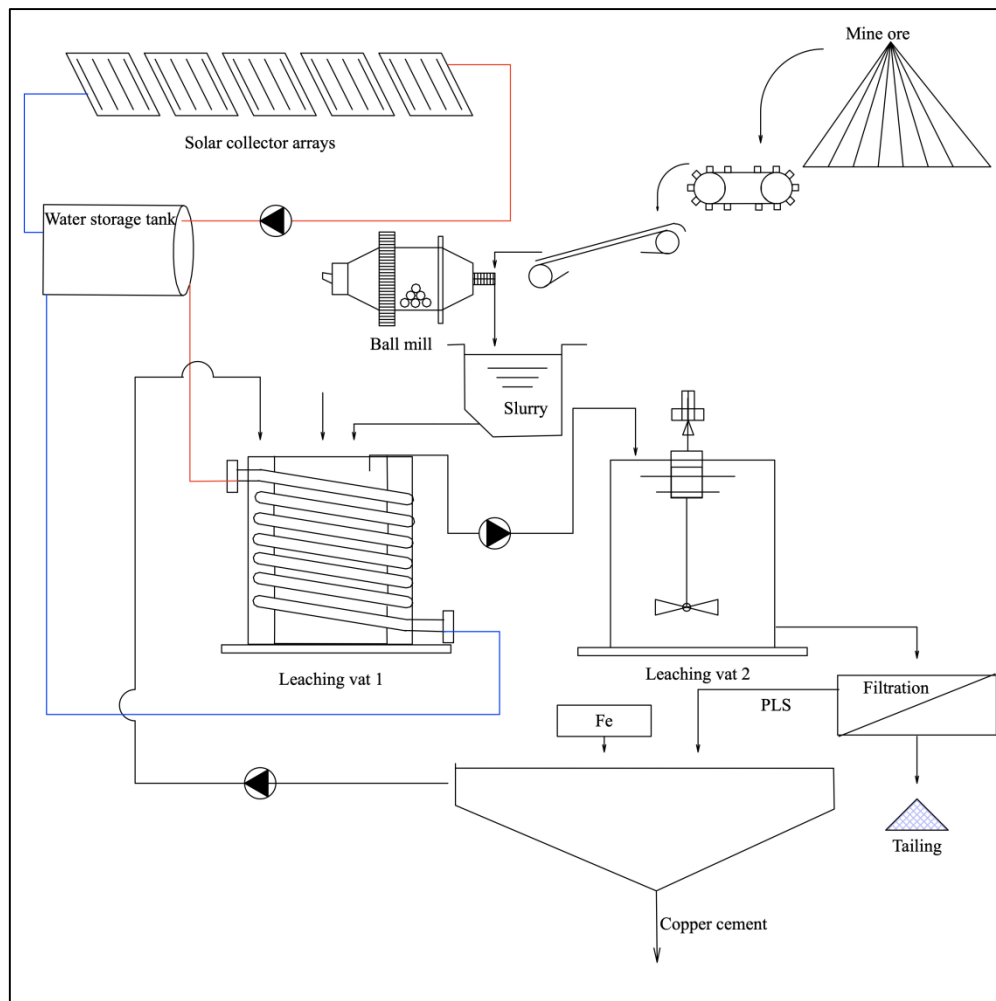 Mine ore
Solar collector arrays
Water storage tank
Ball mill
Slurry
Leaching vat 1
Leaching vat 2
Filtration
PLS
Fe
Tailing
Copper cement